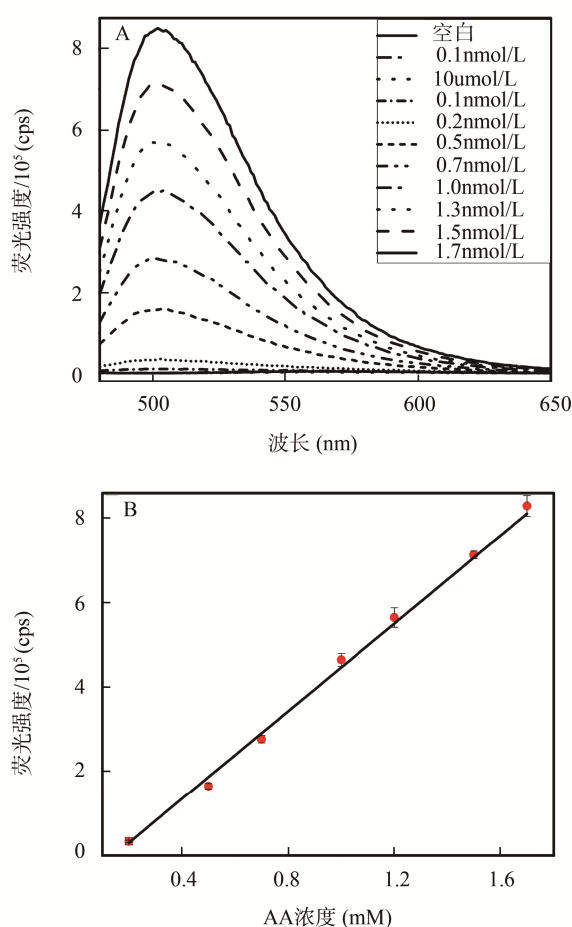 A
空白
0.1nmol/L
10umol/L
0.1nmol/L
0.2nmol/L
0.5nmol/L
0.7nmol/L
1.0nmol/L
1.3nmol/L
1.5nmol/L
1.7nmol/L
8
6
4
2
0
荧光强度/10⁵ (cps)
500
550
600
650
波长 (nm)
B
8
6
4
2
0
荧光强度/10⁵ (cps)
0.4
0.8
1.2
1.6
AA浓度 (mM)